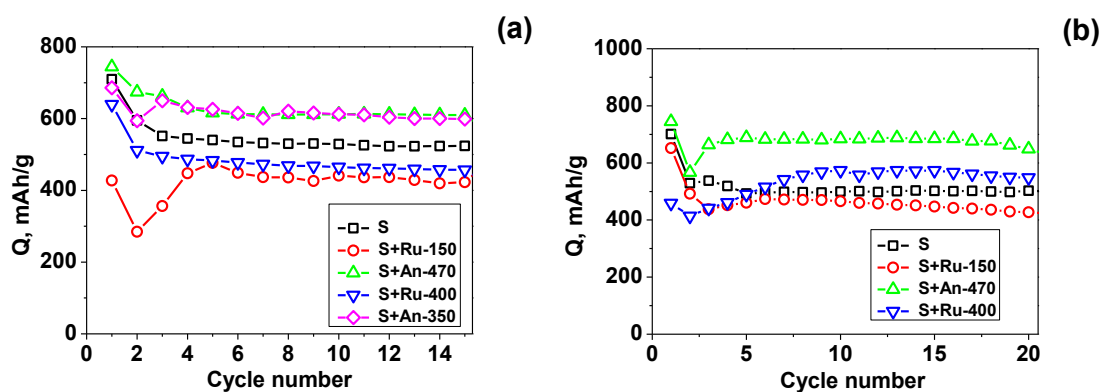 (a)
800
600
400
200
0
Q, mAh/g
0 2 4 6 8 10 12 14
Cycle number
S
S+Ru-150
S+An-470
S+Ru-400
S+An-350
(b)
1000
800
600
400
200
0
Q, mAh/g
0 5 10 15 20
Cycle number
S
S+Ru-150
S+An-470
S+Ru-400